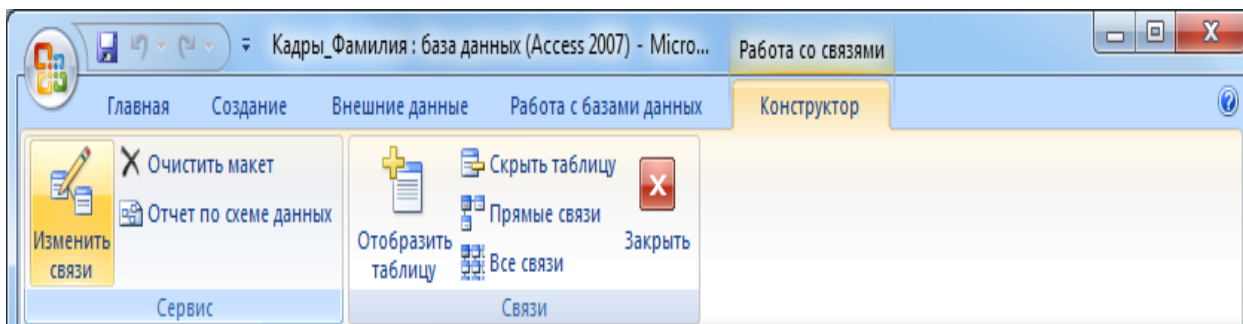 Кадры_Фамилия : база данных (Access 2007) - Micro...
Работа со связями
Главная Создание Внешние данные Работа с базами данных Конструктор
Изменить связи
Очистить макет
Отчет по схеме данных
Сервис
Отобразить таблицу
Скрыть таблицу
Прямые связи
Все связи
Закрыть
Связи